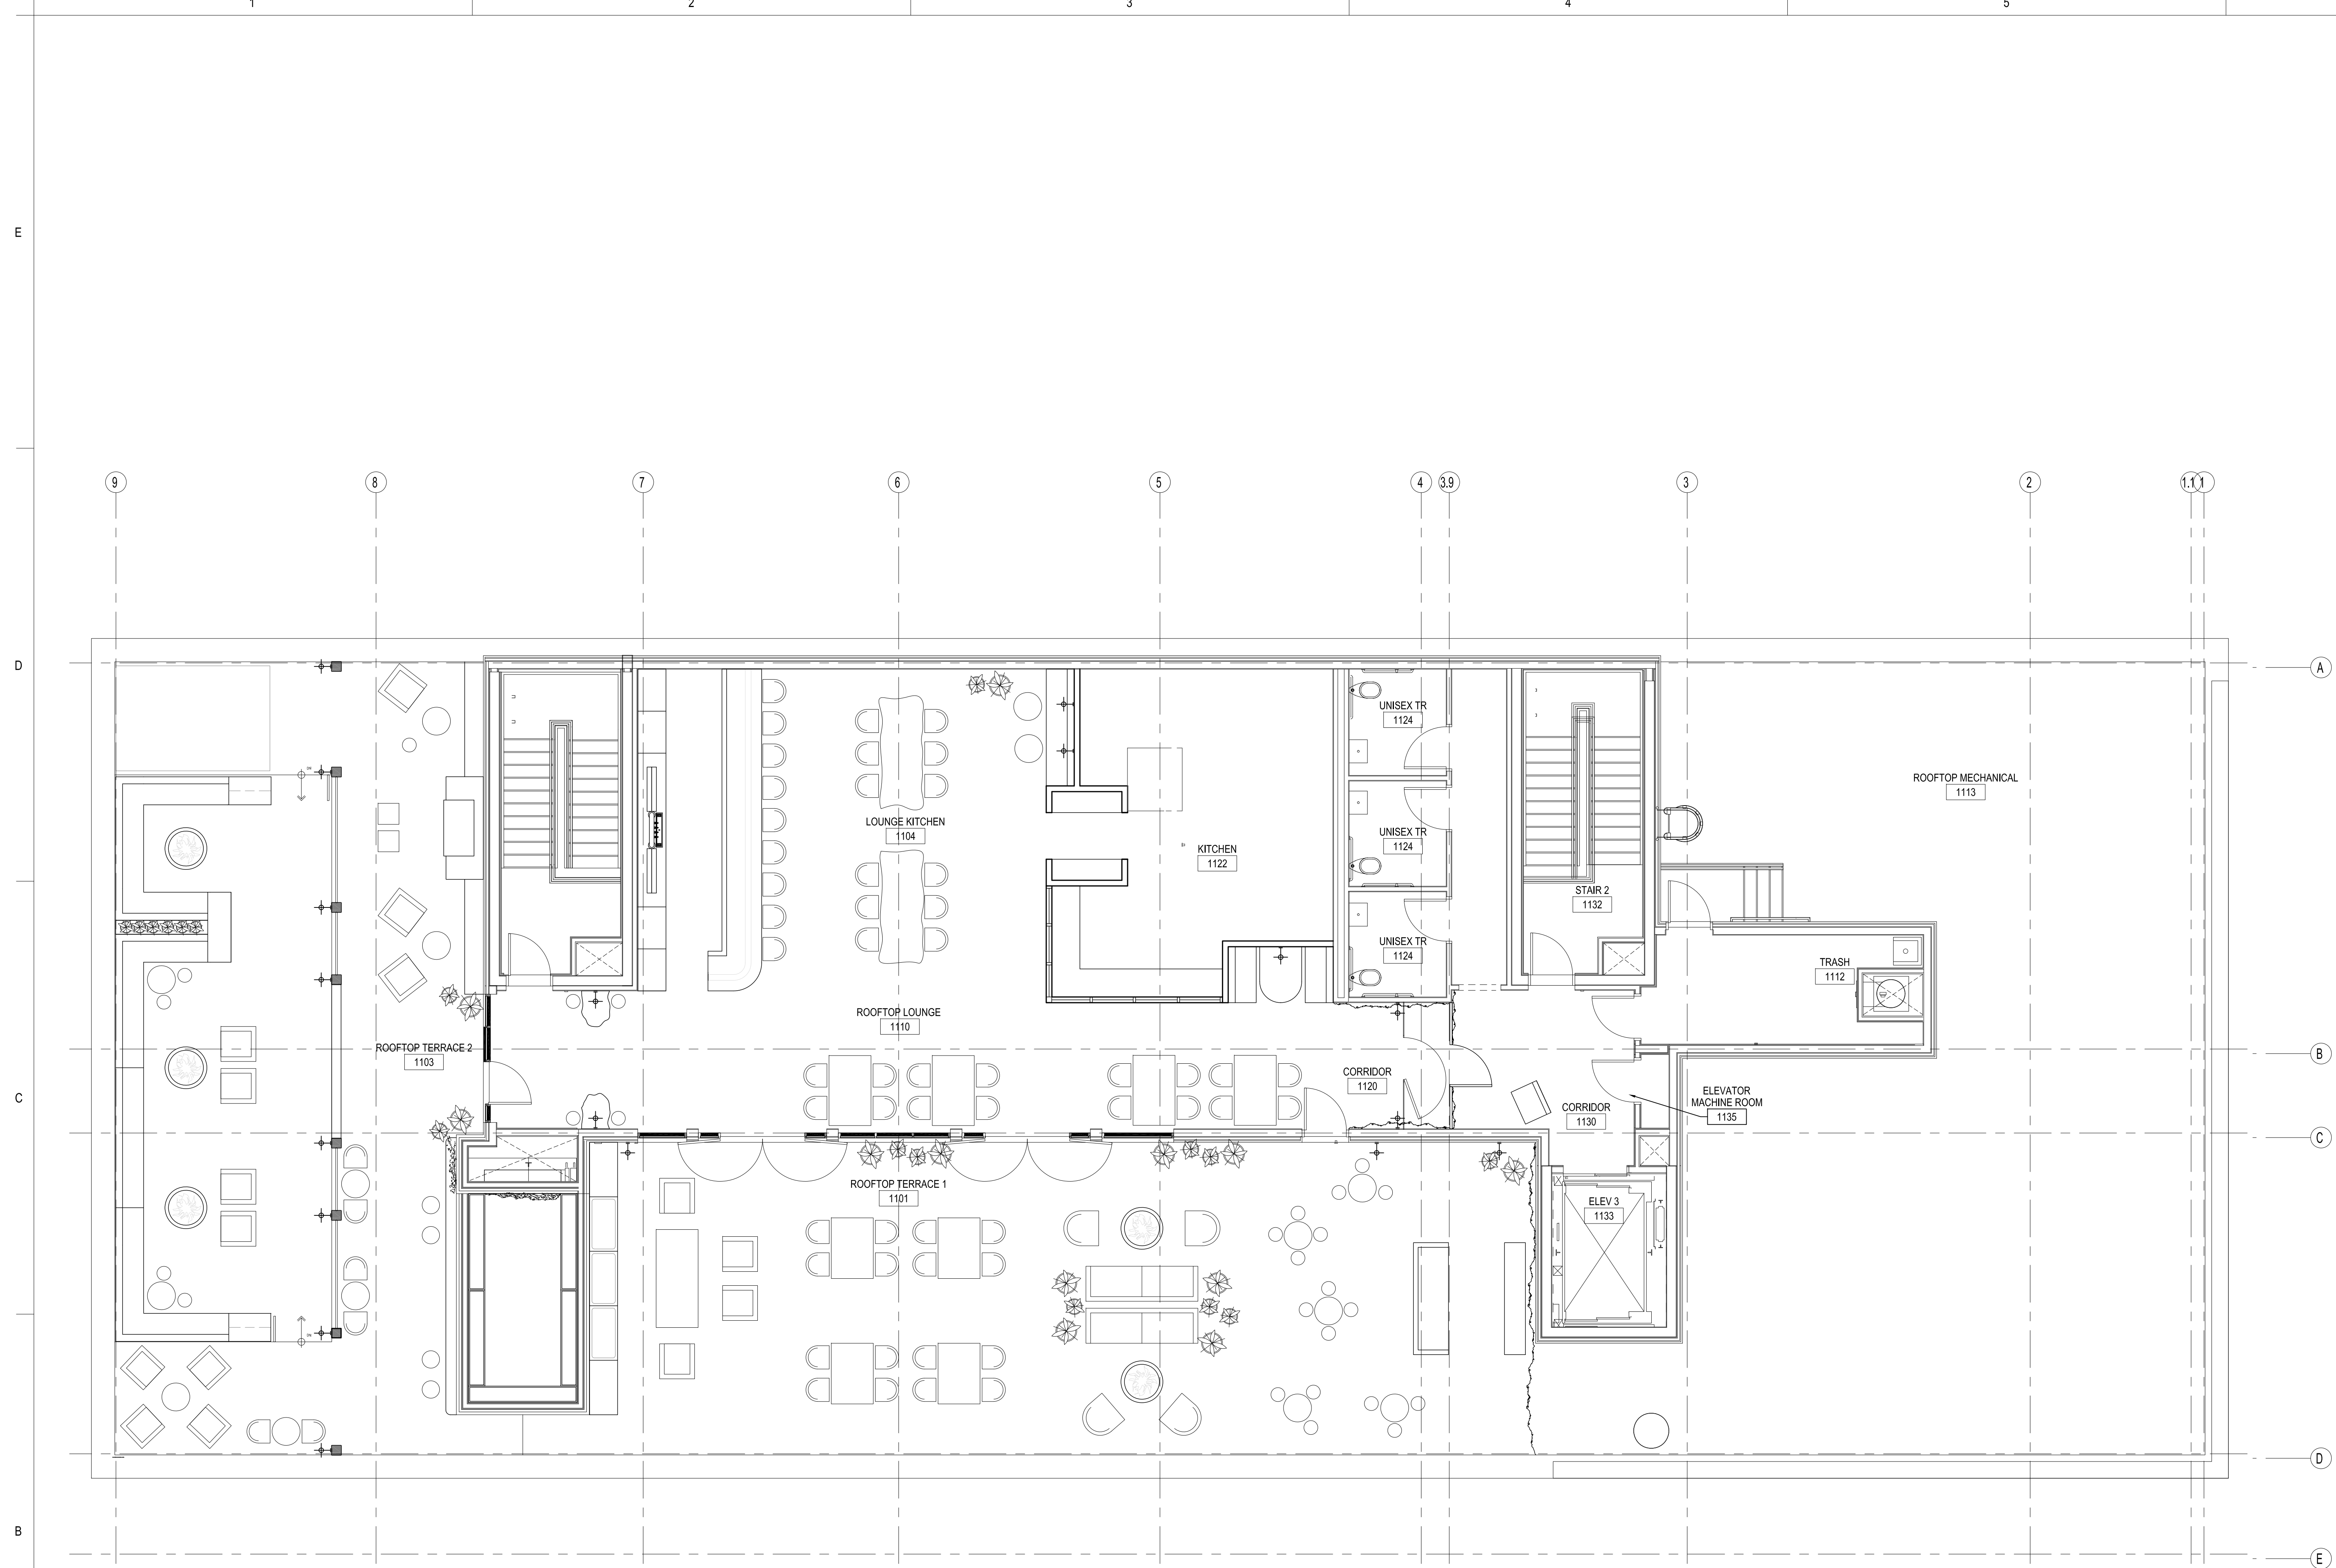 1 2 3 4 5
E
9 8 7 6 5 4 3.9 3 2 1.1 1
D
A
UNISEX TR
1124
ROOFTOP MECHANICAL
1113
LOUNGE KITCHEN
1104
UNISEX TR
1124
KITCHEN
1122
STAIR 2
1132
UNISEX TR
1124
TRASH
1112
ROOFTOP LOUNGE
1110
ROOFTOP TERRACE 2
1103
B
CORRIDOR
1120
C
ELEVATOR
MACHINE ROOM
1135
CORRIDOR
1130
C
ROOFTOP TERRACE 1
1101
ELEV 3
1133
D
B
E